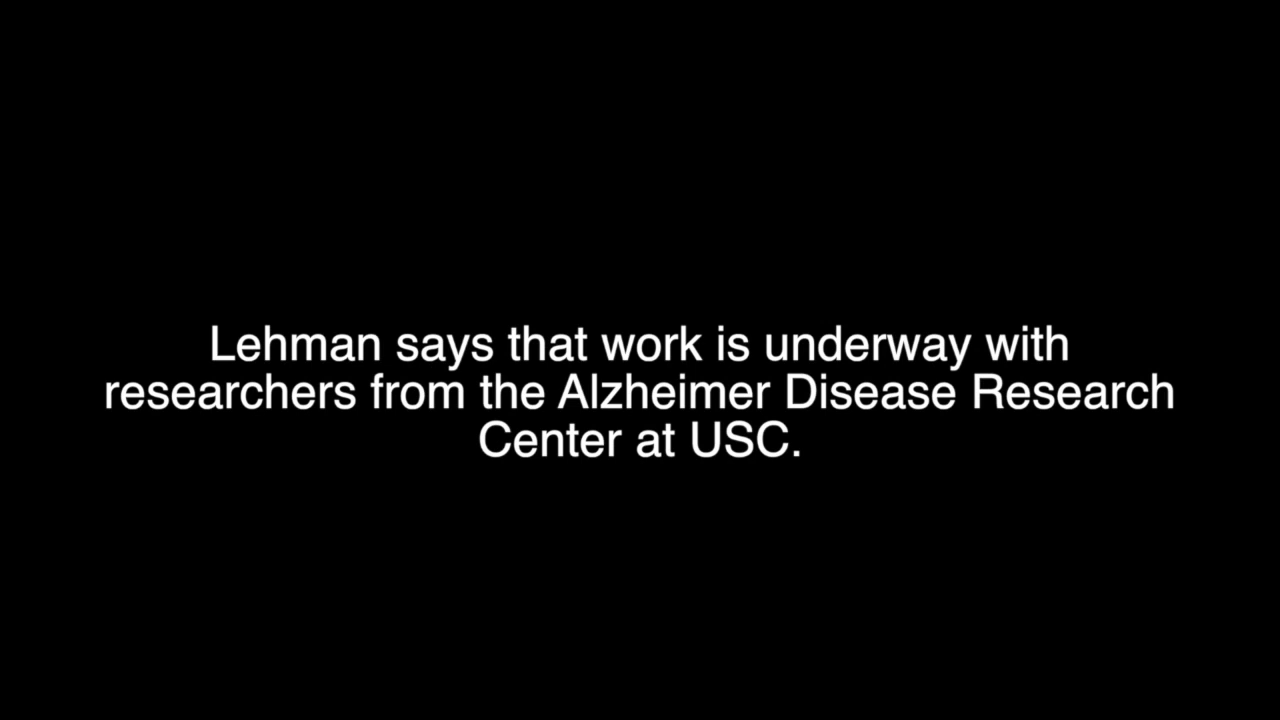 Lehman says that work is underway with
researchers from the Alzheimer Disease Research
Center at USC.